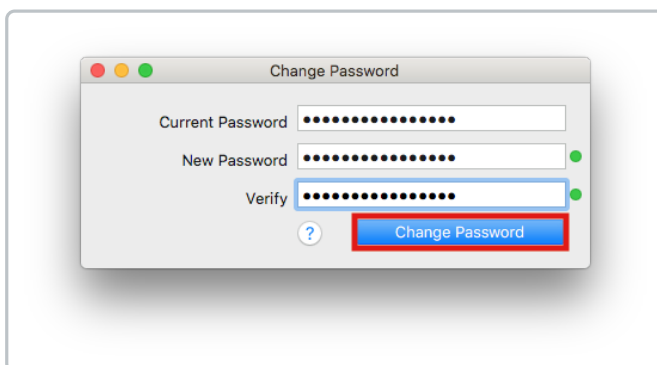 Change Password
Current Password ••••••••••••••••
New Password ••••••••••••••••
Verify ••••••••••••••••
? Change Password